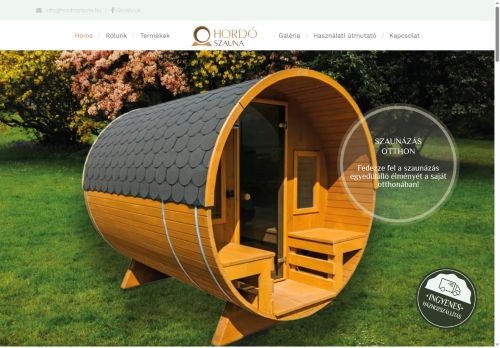 info@hordoszauna.hu | Facebook
Home / Rólunk / Termékek
HORDÓ
SZAUNA
Galéria / Használati útmutató / Kapcsolat
SZAUNÁZÁS
OTTHON
Fedezze fel a szaunázás
egyedülálló élményét a saját
otthonában!
INGYENES
HÁZHOZSZÁLLÍTÁS